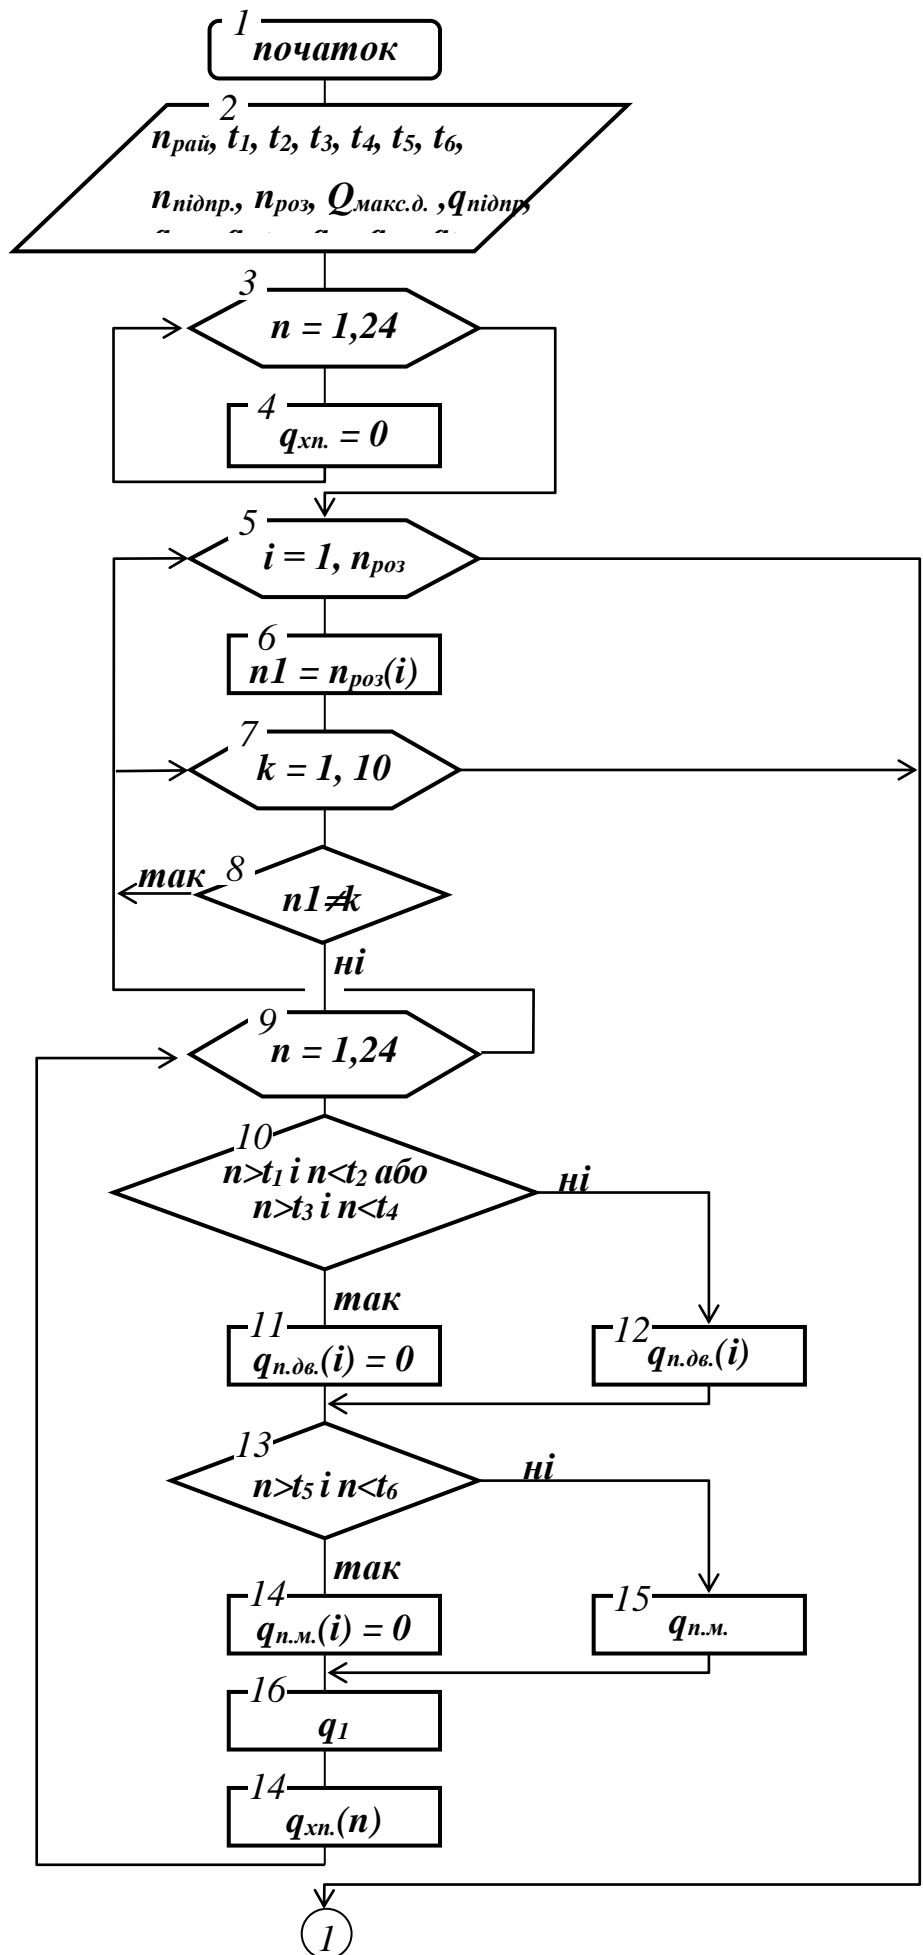 1
початок
2
nрай, t1, t2, t3, t4, t5, t6,
nпідпр., nроз, Qмакс.д. ,qпідпр,
3
n = 1,24
4
qхп. = 0
5
i = 1, nроз
6
n1 = nроз(i)
7
k = 1, 10
так
8
n1≠k
ні
9
n = 1,24
10
n>t1 і n<t2 або
n>t3 і n<t4
ні
так
11
qп.дв.(i) = 0
12
qп.дв.(i)
13
n>t5 і n<t6
ні
так
14
qп.м.(i) = 0
15
qп.м.
16
q1
14
qхп.(n)
1